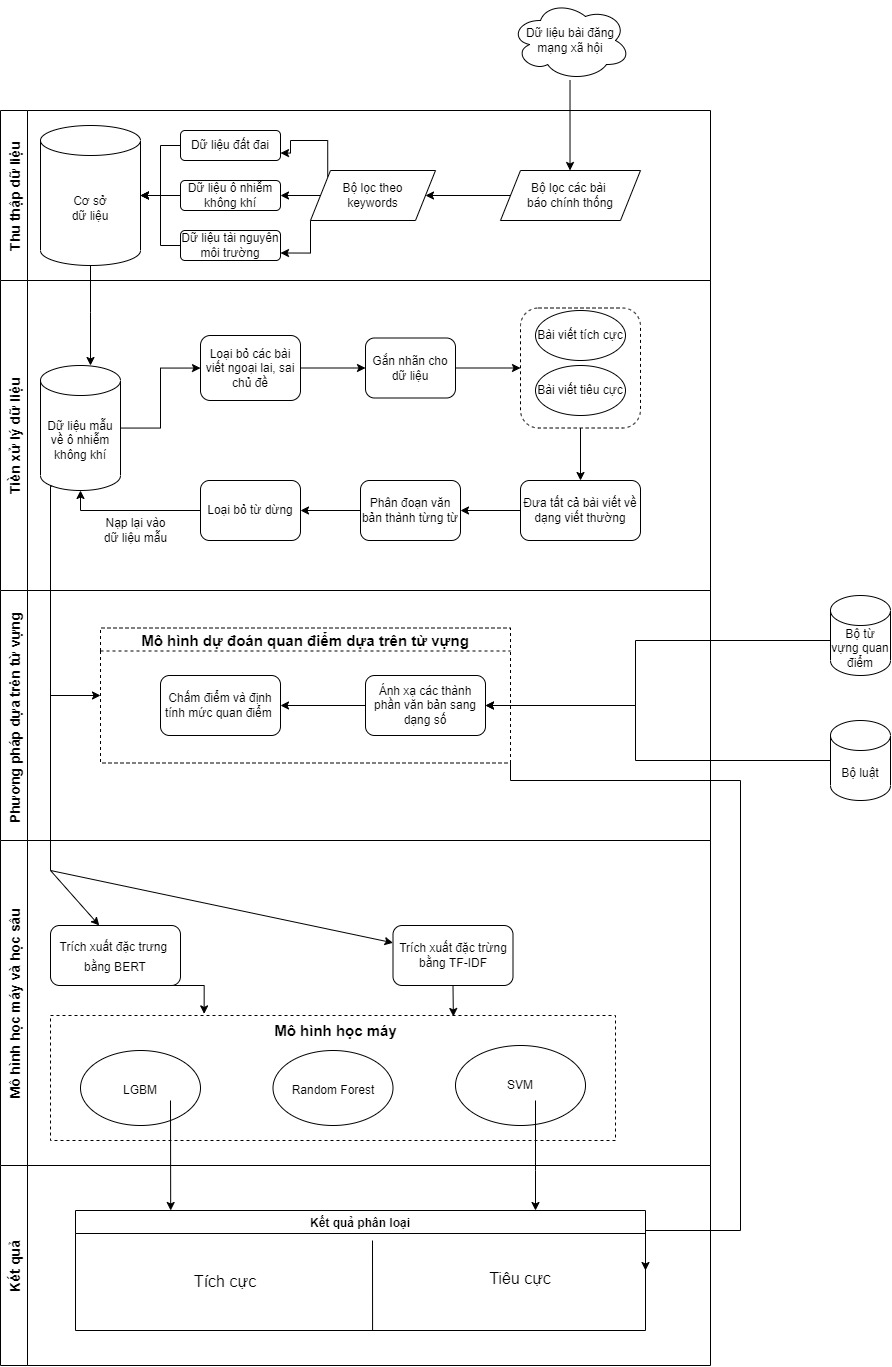 Dữ liệu bài đăng
mạng xã hội
Thu thập dữ liệu
Cơ sở
dữ liệu
Dữ liệu đất đai
Dữ liệu ô nhiễm
không khí
Dữ liệu tài nguyên
môi trường
Bộ lọc theo
keywords
Bộ lọc các bài
báo chính thống
Tiền xử lý dữ liệu
Dữ liệu mẫu
về ô nhiễm
không khí
Loại bỏ các bài
viết ngoại lai, sai
chủ đề
Gắn nhãn cho
dữ liệu
Bài viết tích cực
Bài viết tiêu cực
Đưa tất cả bài viết về
dạng viết thường
Phân đoạn văn
bản thành từng từ
Loại bỏ từ dừng
Nạp lại vào
dữ liệu mẫu
Phương pháp dựa trên từ vựng
Mô hình dự đoán quan điểm dựa trên từ vựng
Chấm điểm và định
tính mức quan điểm
Ánh xạ các thành
phần văn bản sang
dạng số
Bộ từ
vựng quan
điểm
Bộ luật
Mô hình học máy và học sâu
Trích xuất đặc trưng
bằng BERT
Trích xuất đặc trừng
bằng TF-IDF
Mô hình học máy
LGBM
Random Forest
SVM
Kết quả
Kết quả phân loại
Tích cực
Tiêu cực